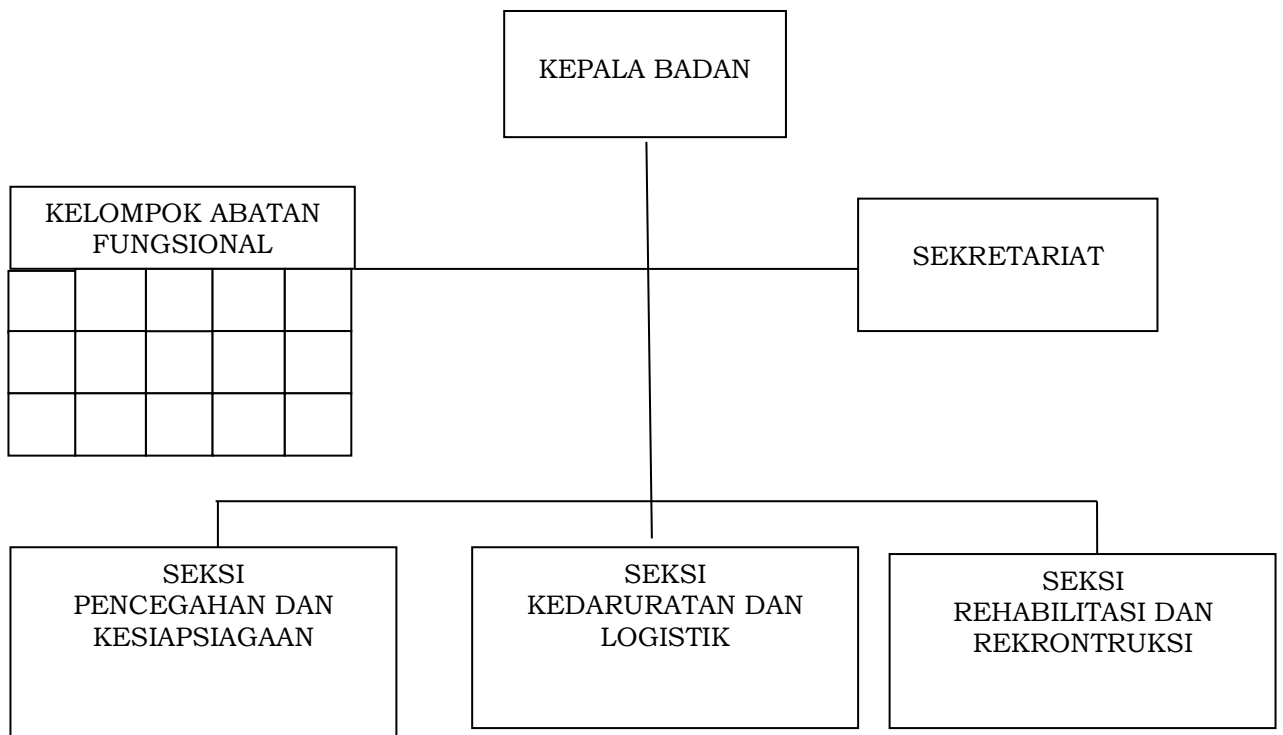 KEPALA BADAN
KELOMPOK ABATAN
FUNGSIONAL
SEKRETARIAT
SEKSI
PENCEGAHAN DAN
KESIAPSIAGAAN
SEKSI
KEDARURATAN DAN
LOGISTIK
SEKSI
REHABILITASI DAN
REKRONTRUKSI